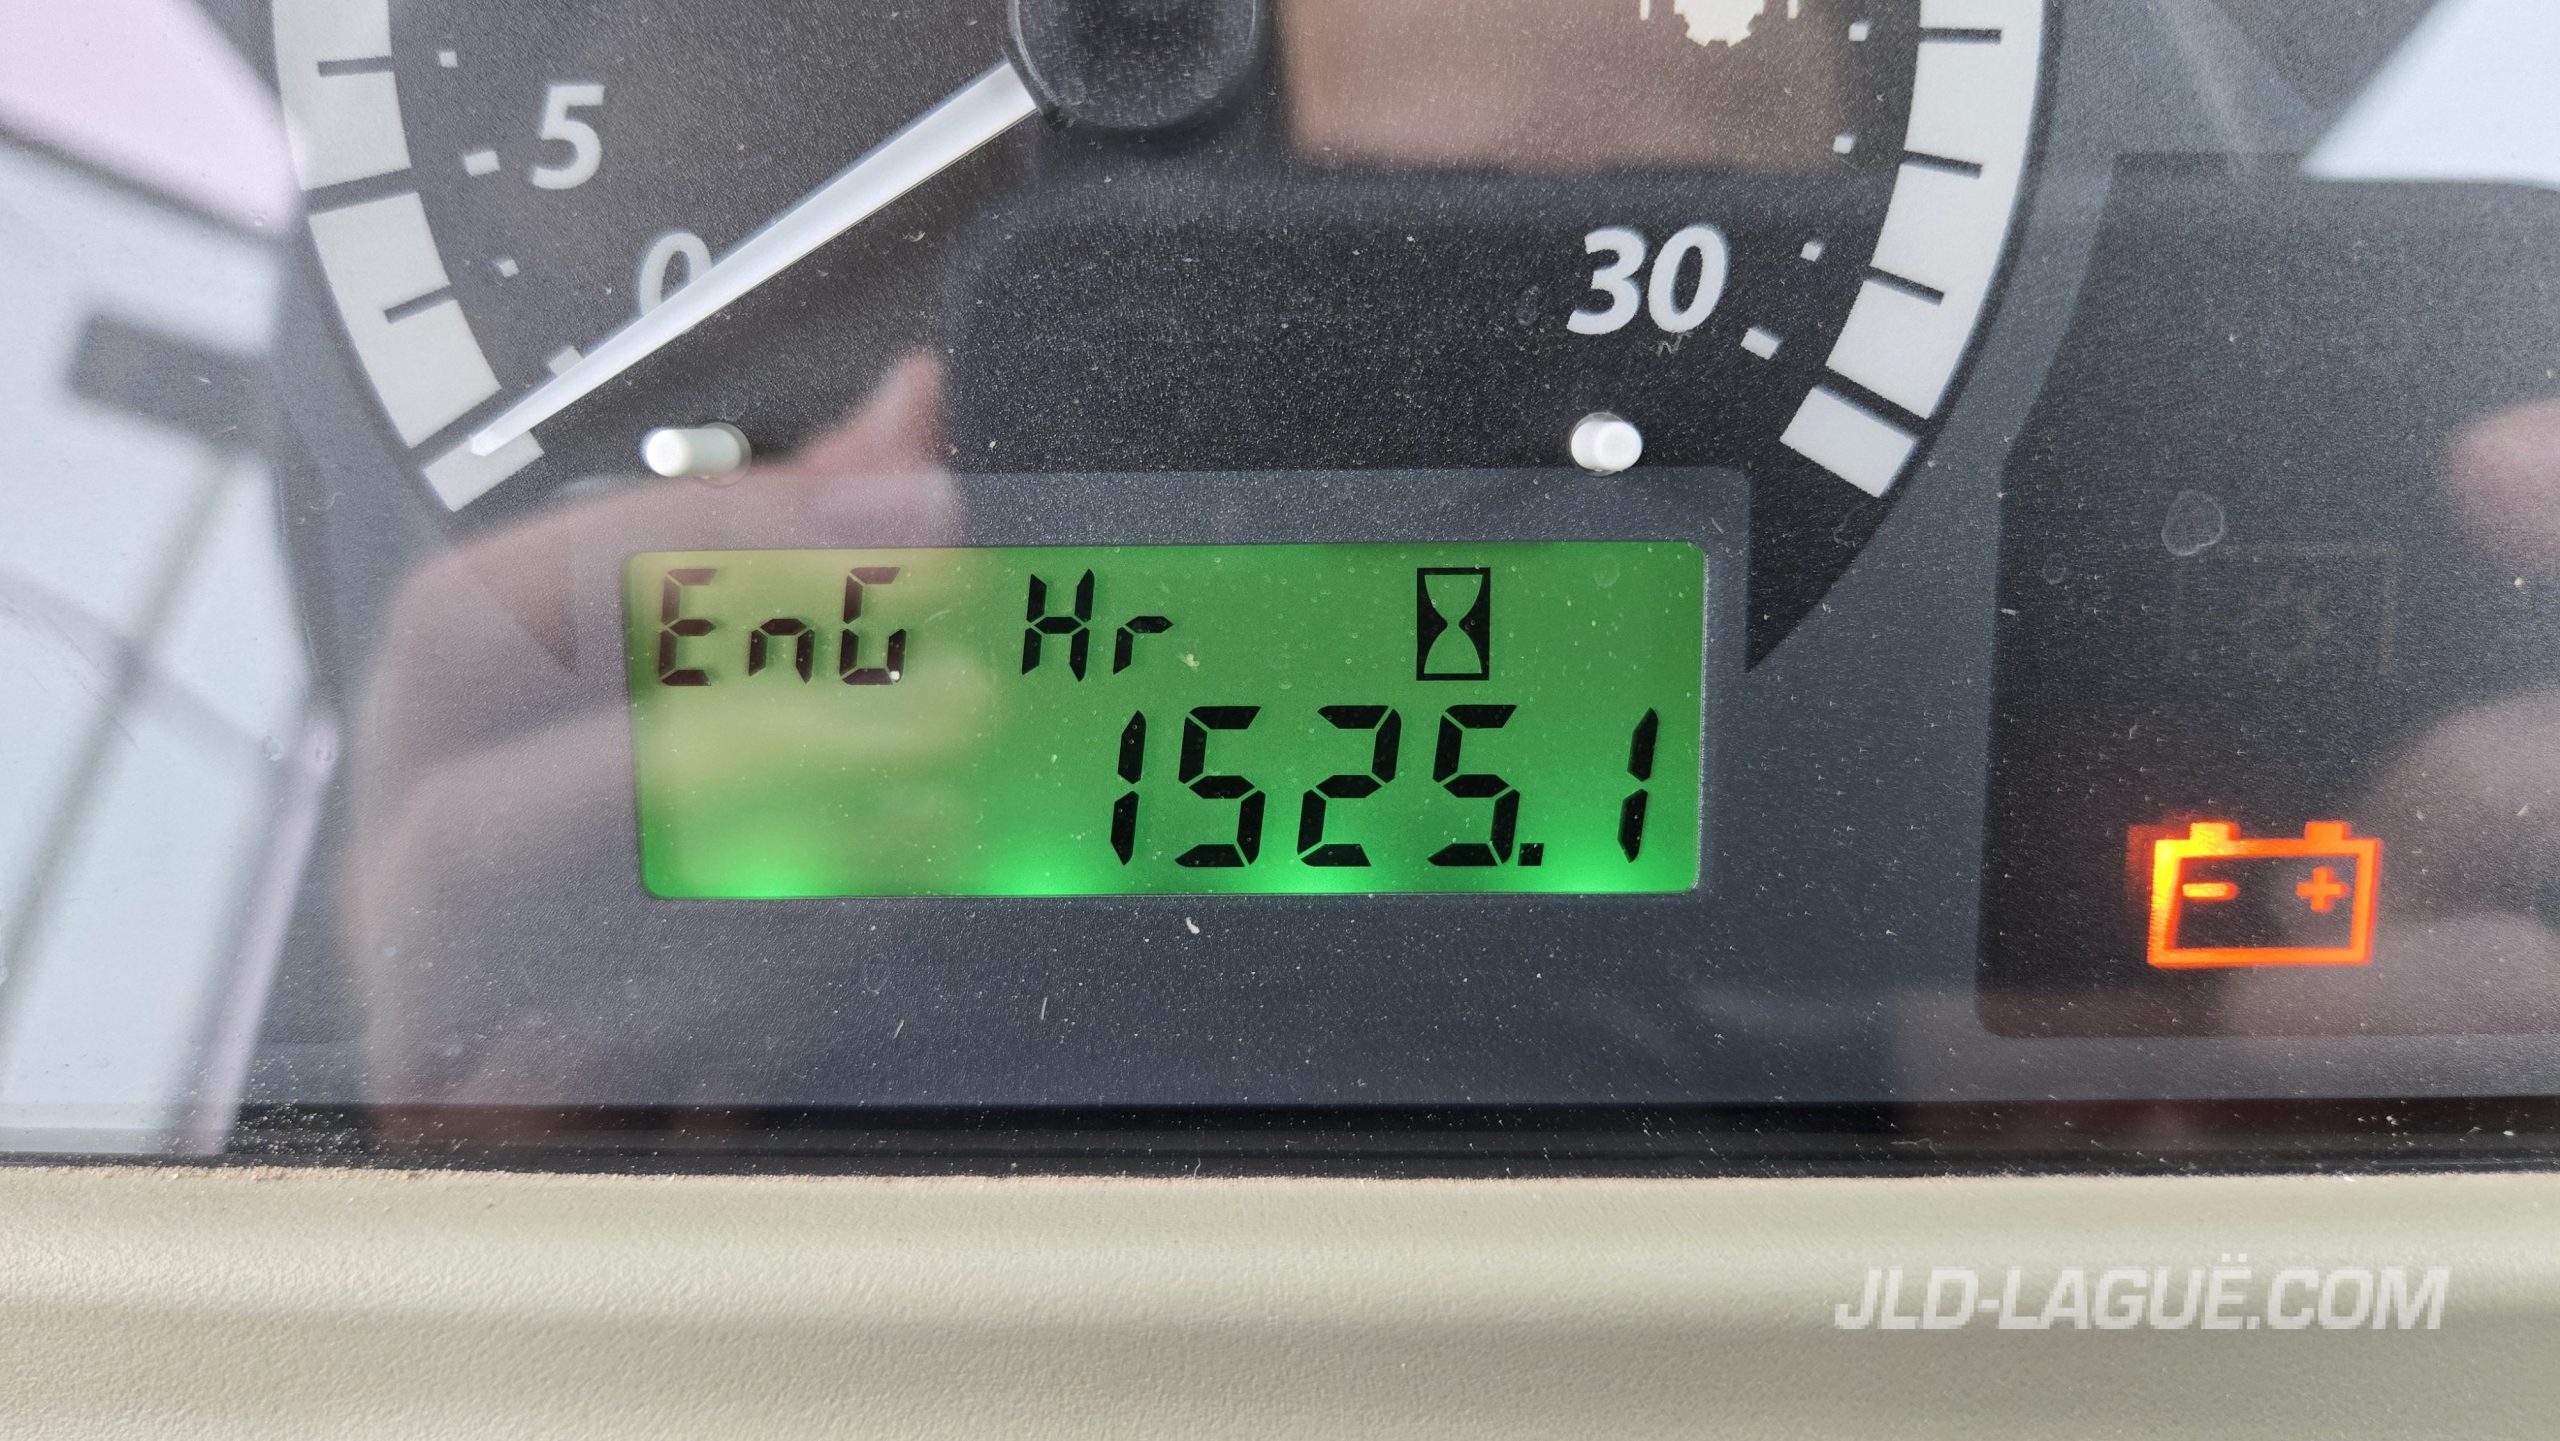 5
0
30
EnG Hr
1525.1
- +
JLD-LAGUË.COM